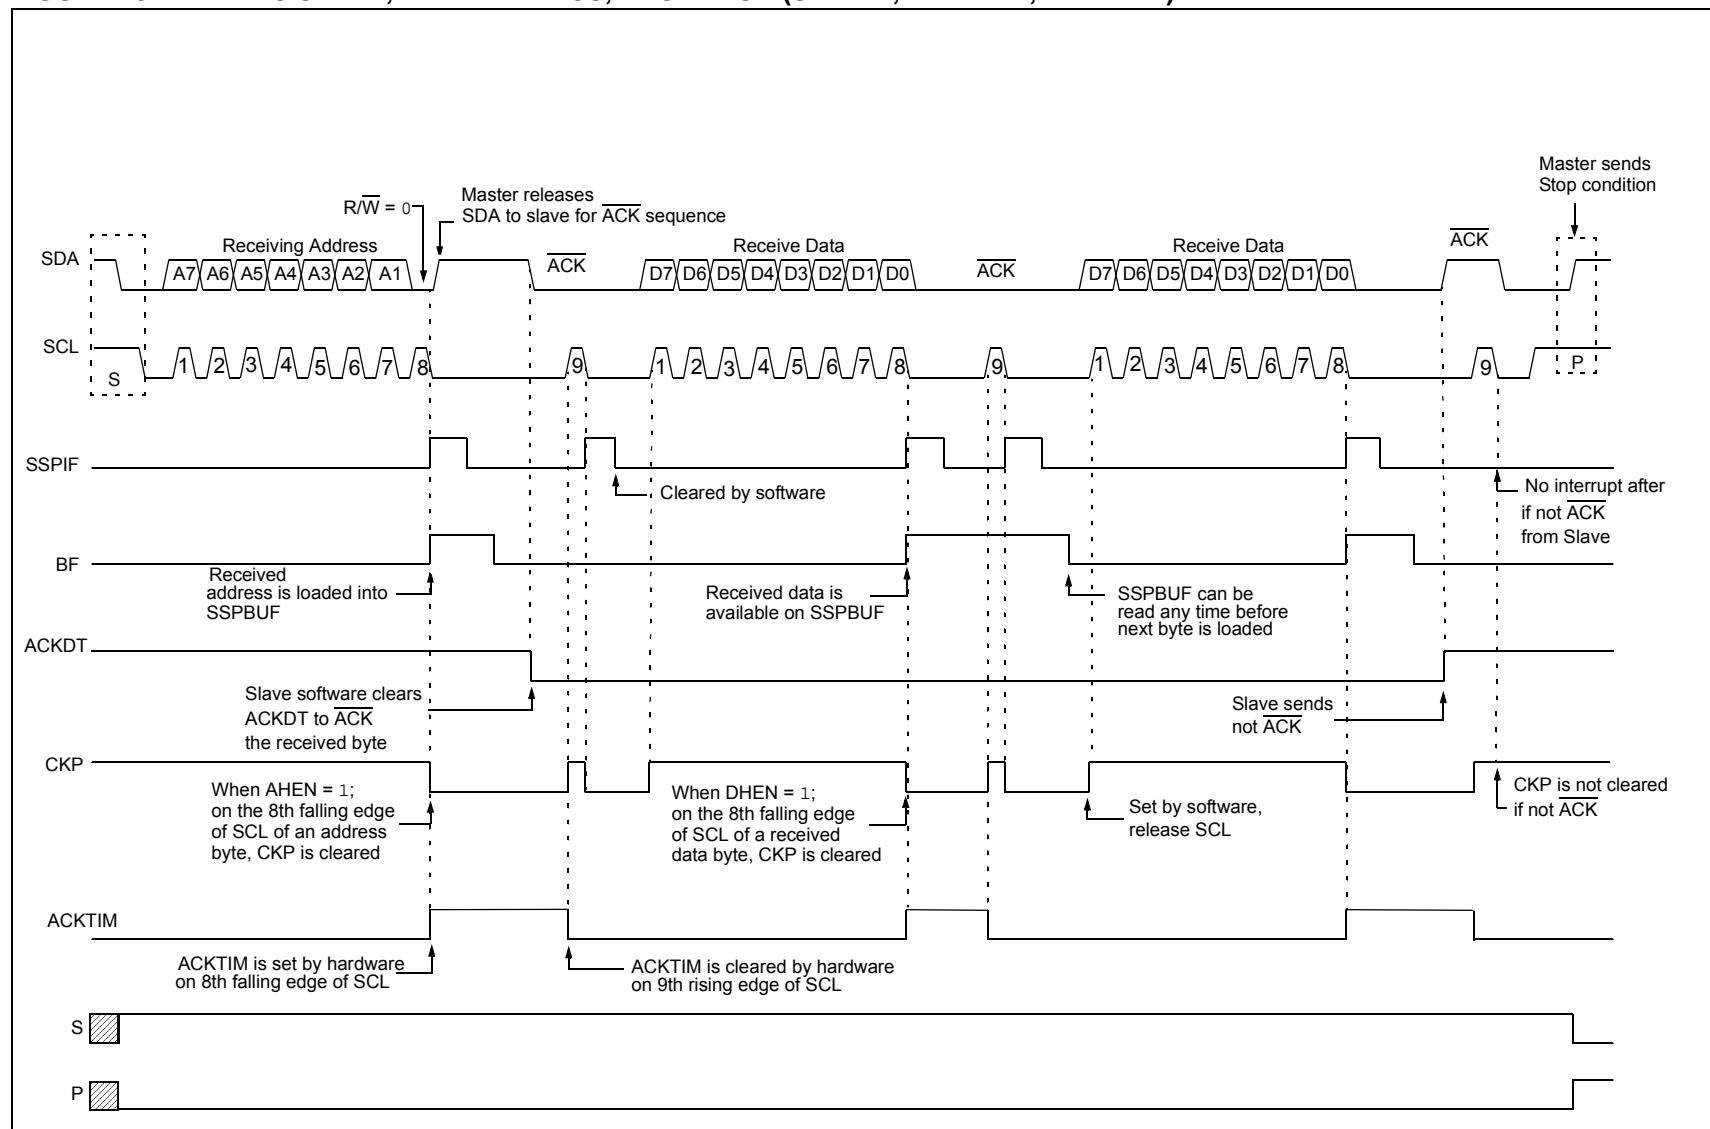 Master sends
Stop condition
R/W = 0
Master releases
SDA to slave for ACK sequence
SDA
Receiving Address
ACK
Receive Data
ACK
Receive Data
ACK
A7 A6 A5 A4 A3 A2 A1
D7 D6 D5 D4 D3 D2 D1 D0
D7 D6 D5 D4 D3 D2 D1 D0
SCL
S
1 2 3 4 5 6 7 8 9
1 2 3 4 5 6 7 8 9
1 2 3 4 5 6 7 8 9
P
SSPIF
Cleared by software
No interrupt after
if not ACK
from Slave
BF
Received
address is loaded into
SSPBUF
Received data is
available on SSPBUF
SSPBUF can be
read any time before
next byte is loaded
ACKDT
Slave software clears
ACKDT to ACK
the received byte
Slave sends
not ACK
CKP
When AHEN = 1;
on the 8th falling edge
of SCL of an address
byte, CKP is cleared
When DHEN = 1;
on the 8th falling edge
of SCL of a received
data byte, CKP is cleared
Set by software,
release SCL
CKP is not cleared
if not ACK
ACKTIM
ACKTIM is set by hardware
on 8th falling edge of SCL
ACKTIM is cleared by hardware
on 9th rising edge of SCL
S
P